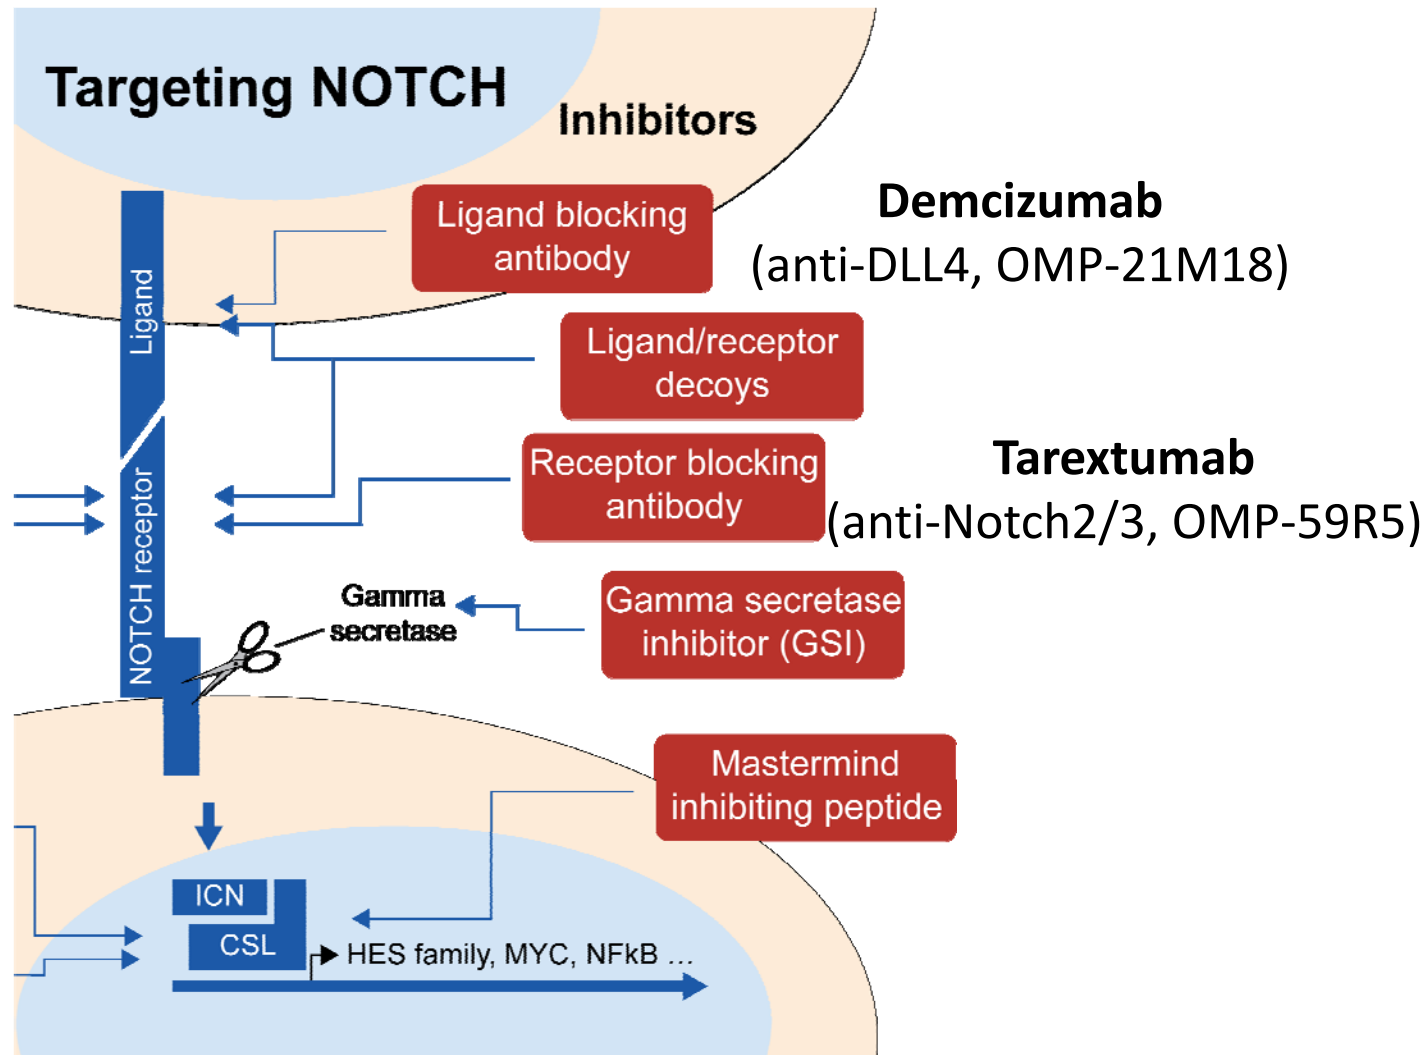 Targeting NOTCH
Inhibitors
Ligand blocking
antibody
Demcizumab
(anti-DLL4, OMP-21M18)
Ligand
Ligand/receptor
decoys
Receptor blocking
antibody
Tarextumab
(anti-Notch2/3, OMP-59R5)
NOTCH receptor
Gamma
secretase
Gamma secretase
inhibitor (GSI)
Mastermind
inhibiting peptide
ICN
CSL
HES family, MYC, NFkB ...